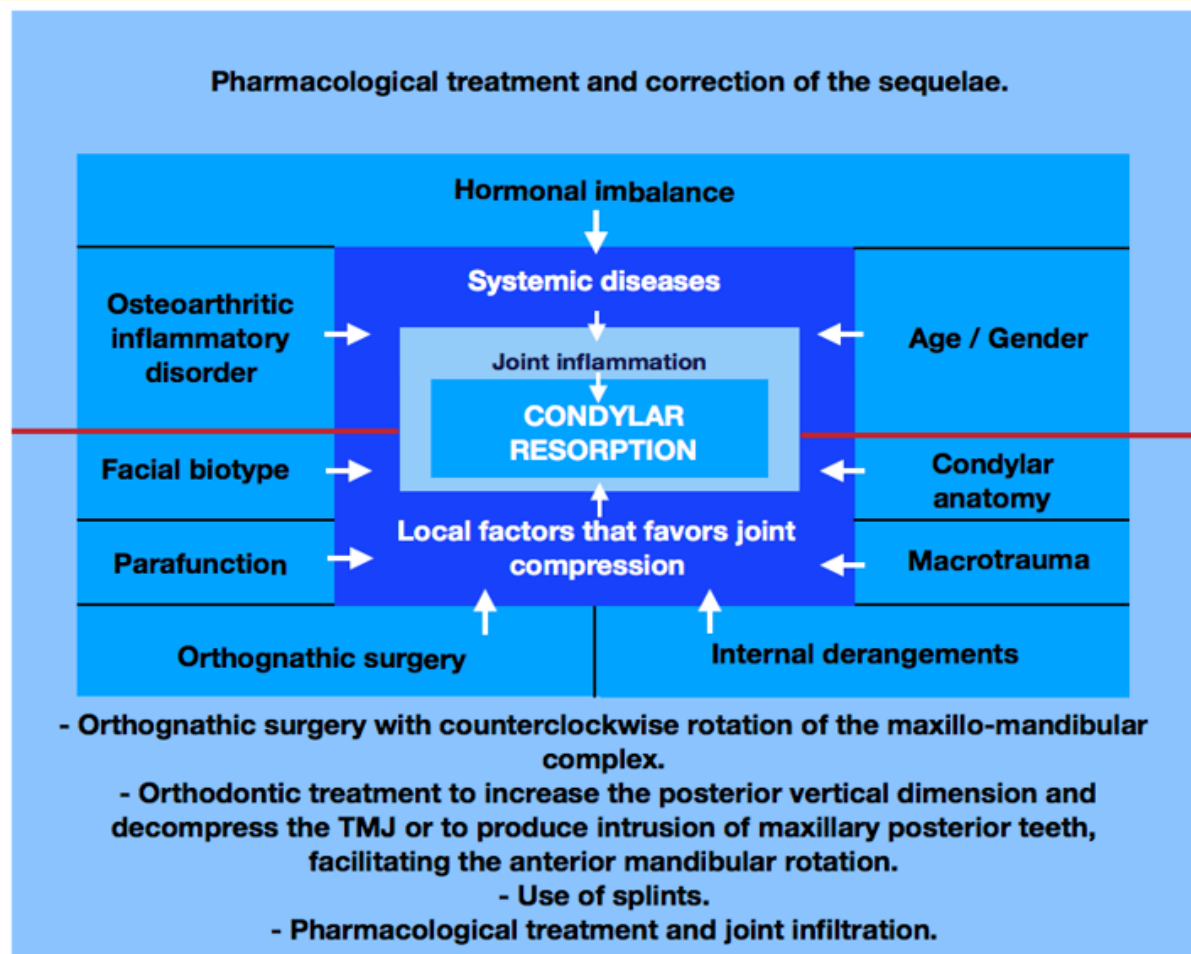 Pharmacological treatment and correction of the sequelae.
Hormonal imbalance
Systemic diseases
Osteoarthritic
inflammatory
disorder
Age / Gender
Joint inflammation
CONDYLAR
RESORPTION
Facial biotype
Condylar
anatomy
Local factors that favors joint
compression
Parafunction
Macrotrauma
Orthognathic surgery
Internal derangements
- Orthognathic surgery with counterclockwise rotation of the maxillo-mandibular
complex.
- Orthodontic treatment to increase the posterior vertical dimension and
decompress the TMJ or to produce intrusion of maxillary posterior teeth,
facilitating the anterior mandibular rotation.
- Use of splints.
- Pharmacological treatment and joint infiltration.